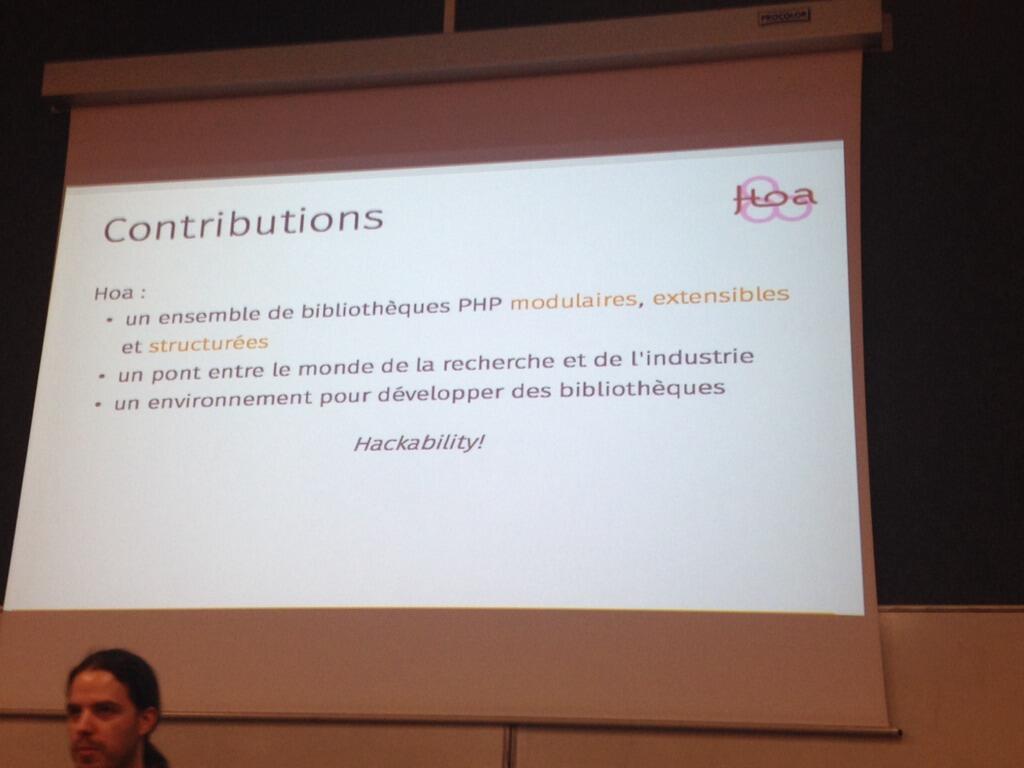 PROCOLOR
Hoa
Contributions
Hoa :
• un ensemble de bibliothèques PHP modulaires, extensibles
et structurées
• un pont entre le monde de la recherche et de l'industrie
• un environnement pour développer des bibliothèques
Hackability!